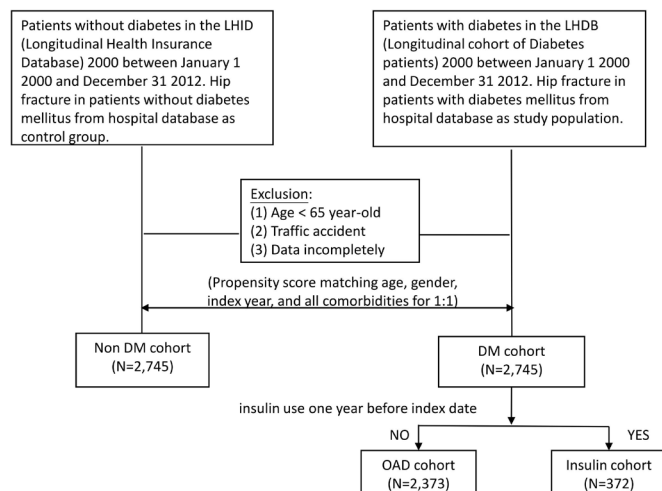 Patients without diabetes in the LHID
(Longitudinal Health Insurance
Database) 2000 between January 1
2000 and December 31 2012. Hip
fracture in patients without diabetes
mellitus from hospital database as
control group.
Patients with diabetes in the LHDB
(Longitudinal cohort of Diabetes
patients) 2000 between January 1 2000
and December 31 2012. Hip fracture in
patients with diabetes mellitus from
hospital database as study population.
Exclusion:
(1) Age < 65 year-old
(2) Traffic accident
(3) Data incompletely
(Propensity score matching age, gender,
index year, and all comorbidities for 1:1)
Non DM cohort
(N=2,745)
DM cohort
(N=2,745)
insulin use one year before index date
NO
YES
OAD cohort
(N=2,373)
Insulin cohort
(N=372)